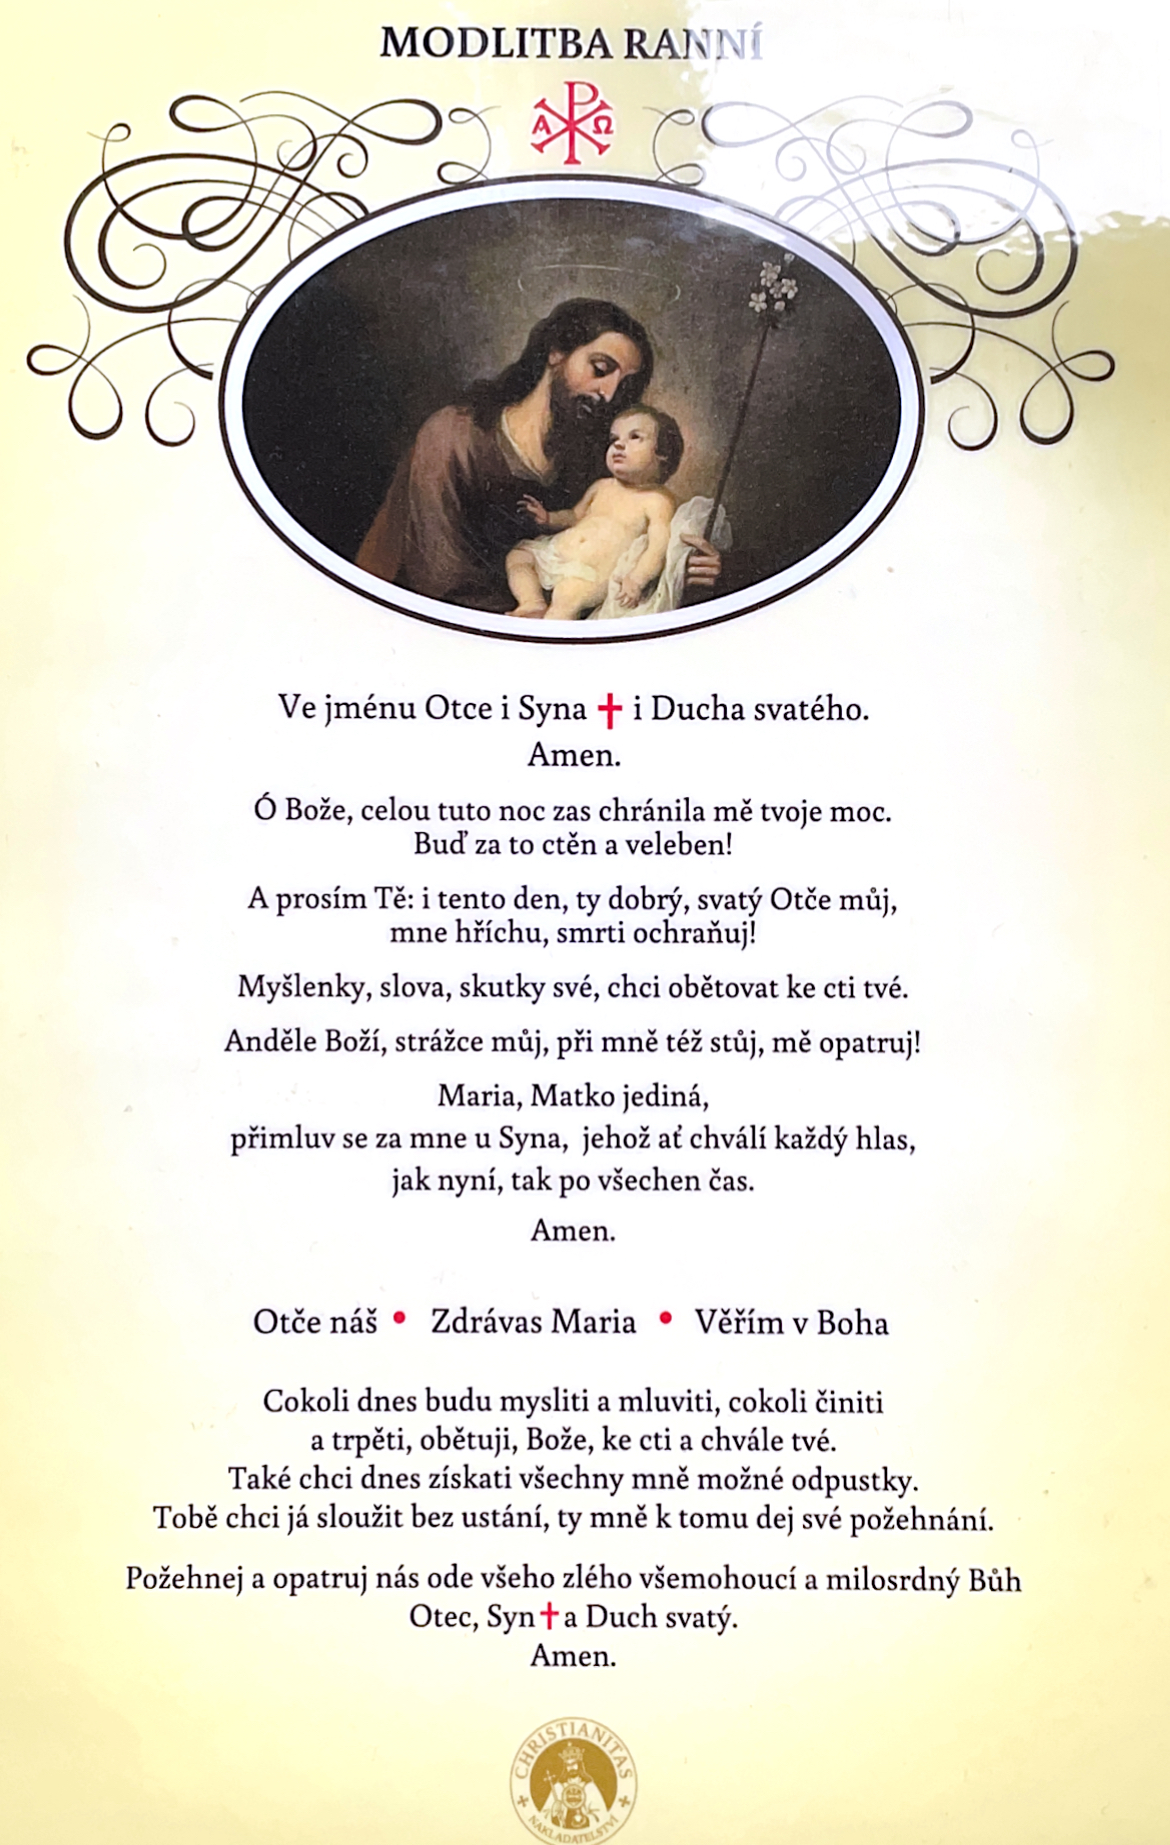 MODLITBA RANNÍ
Α Ω
Ve jménu Otce i Syna ✝ i Ducha svatého.
Amen.
Ó Bože, celou tuto noc zas chránila mě tvoje moc.
Buď za to ctěn a veleben!
A prosím Tě: i tento den, ty dobrý, svatý Otče můj,
mne hříchu, smrti ochraňuj!
Myšlenky, slova, skutky své, chci obětovat ke cti tvé.
Anděle Boží, strážce můj, při mně též stůj, mě opatruj!
Maria, Matko jediná,
přimluv se za mne u Syna, jehož ať chválí každý hlas,
jak nyní, tak po všechen čas.
Amen.
Otče náš • Zdrávas Maria • Věřím v Boha
Cokoli dnes budu mysliti a mluviti, cokoli činiti
a trpěti, obětuji, Bože, ke cti a chvále tvé.
Také chci dnes získati všechny mně možné odpustky.
Tobě chci já sloužit bez ustání, ty mně k tomu dej své požehnání.
Požehnej a opatruj nás ode všeho zlého všemohoucí a milosrdný Bůh
Otec, Syn ✝ a Duch svatý.
Amen.
CHRISTIANITAS
NAKLADATELSTVÍ